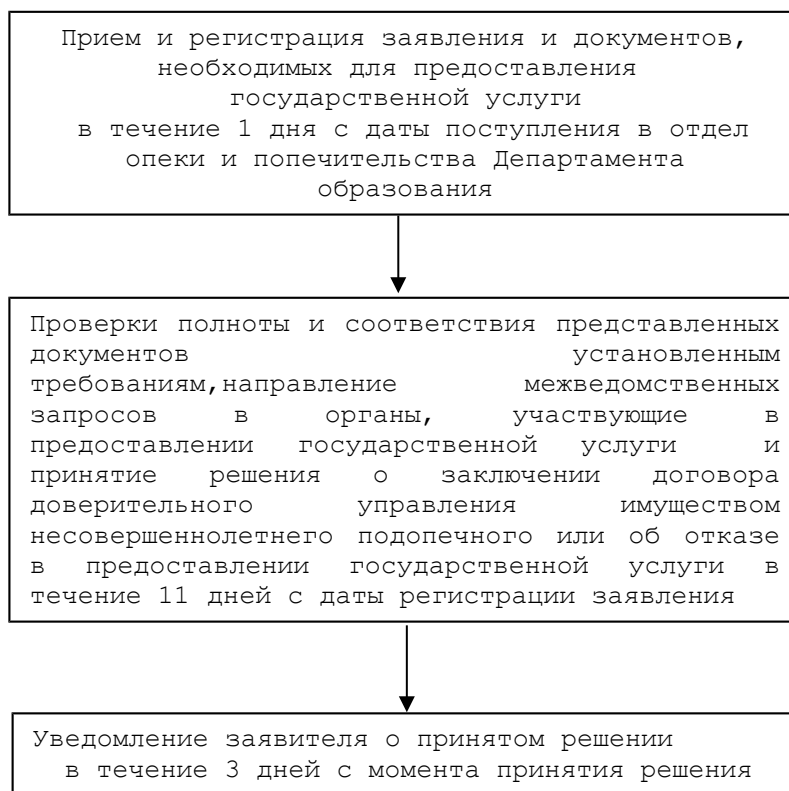 Прием и регистрация заявления и документов,
необходимых для предоставления
государственной услуги
в течение 1 дня с даты поступления в отдел
опеки и попечительства Департамента
образования
Проверки полноты и соответствия представленных
документов установленным
требованиям,направление межведомственных
запросов в органы, участвующие в
предоставлении государственной услуги и
принятие решения о заключении договора
доверительного управления имуществом
несовершеннолетнего подопечного или об отказе
в предоставлении государственной услуги в
течение 11 дней с даты регистрации заявления
Уведомление заявителя о принятом решении
в течение 3 дней с момента принятия решения